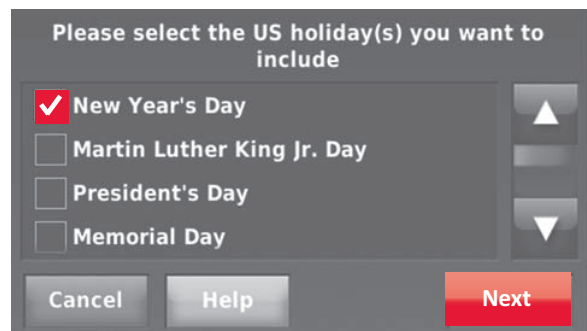 Please select the US holiday(s) you want to
include
New Year's Day
Martin Luther King Jr. Day
President's Day
Memorial Day
Cancel
Help
Next